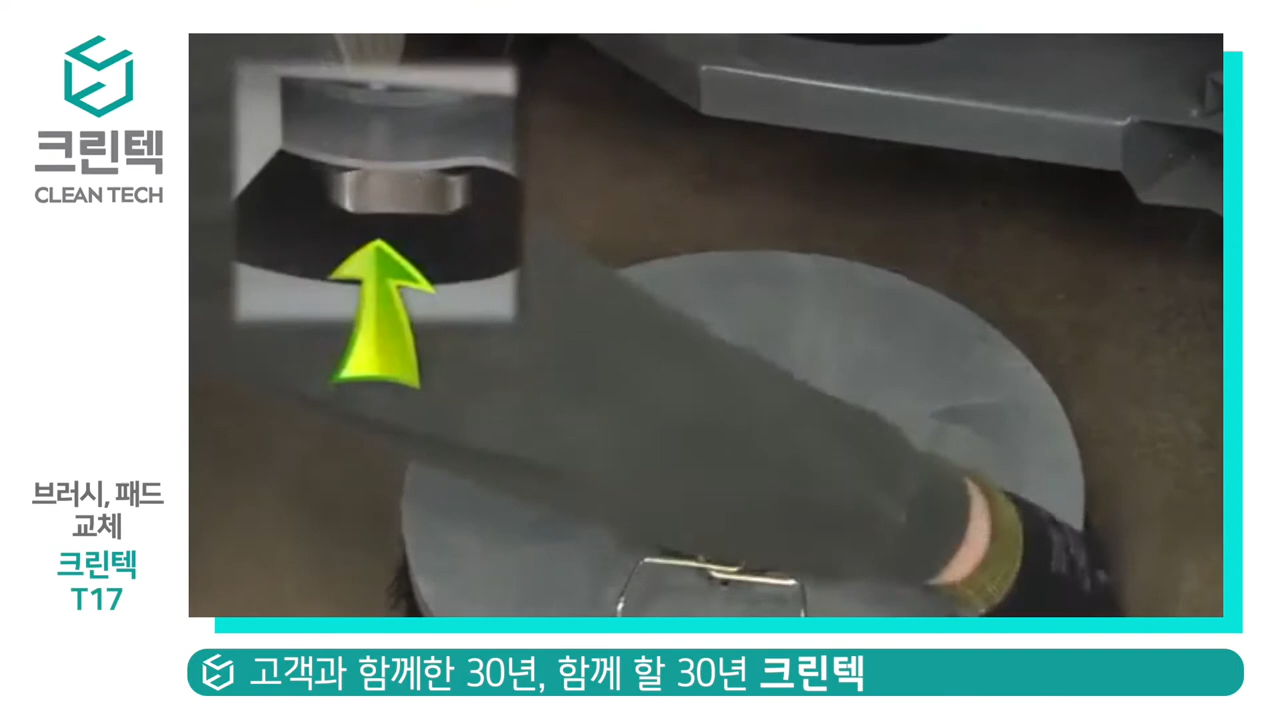 크린텍
CLEAN TECH
브러시, 패드
교체
크린텍
T17
고객과 함께한 30년, 함께 할 30년 크린텍